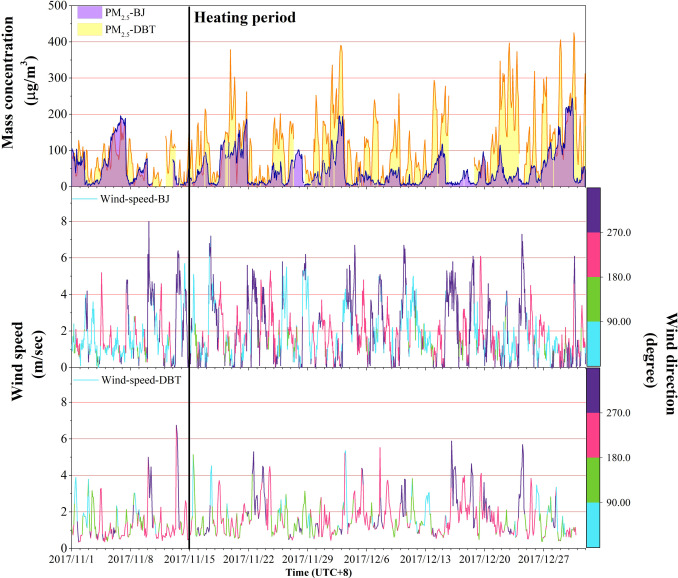 Heating period
PM2.5-BJ
PM2.5-DBT
Mass concentration
(μg/m3)
500
400
300
200
100
0
Wind-speed-BJ
8
6
4
2
0
Wind speed
(m/sec)
270.0
180.0
90.00
Wind direction
(degree)
Wind-speed-DBT
8
6
4
2
0
270.0
180.0
90.00
2017/11/1 2017/11/8 2017/11/15 2017/11/22 2017/11/29 2017/12/6 2017/12/13 2017/12/20 2017/12/27
Time (UTC+8)